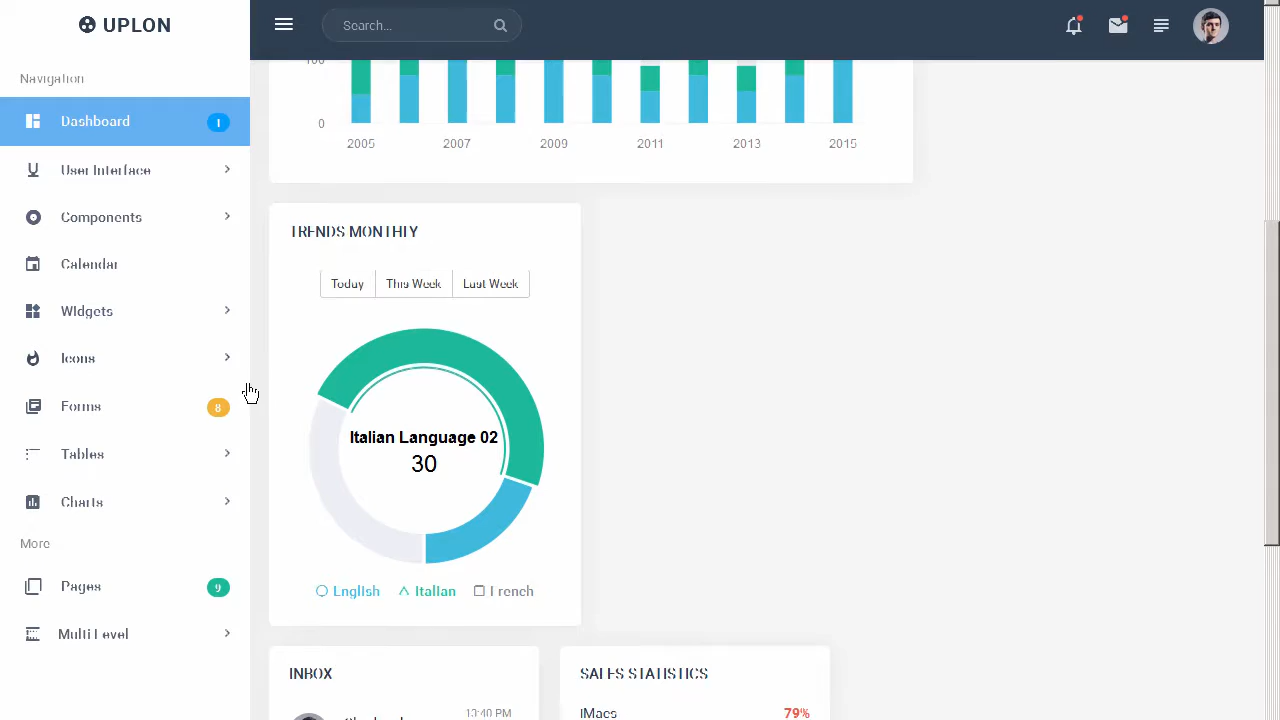 UPLON
Search...
Navigation
Dashboard 1
User Interface
Components
Calendar
Widgets
Icons
Forms 8
Tables
Charts
More
Pages 9
Multi Level
100
0
2005 2007 2009 2011 2013 2015
TRENDS MONTHLY
Today This Week Last Week
Italian Language 02
30
English Italian French
INBOX
13:40 PM
SALES STATISTICS
iMacs 79%